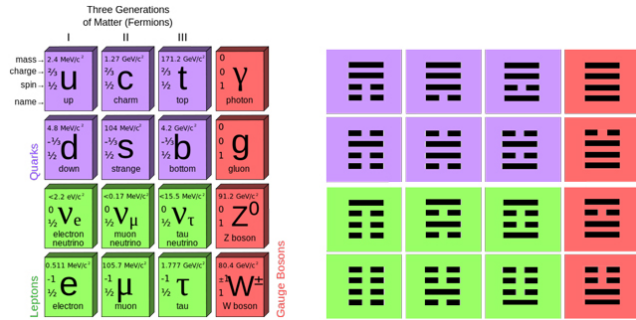 Three Generations
of Matter (Fermions)
I II III
mass→ 2.4 MeV/c² 1.27 GeV/c² 171.2 GeV/c² 0
charge→ ⅔ ⅔ ⅔ 0
spin→ ½ ½ ½ 1
u c t γ
name→ up charm top photon
Quarks
4.8 MeV/c² 104 MeV/c² 4.2 GeV/c² 0
-⅓ -⅓ -⅓ 0
½ ½ ½ 1
d s b g
down strange bottom gluon
<2.2 eV/c² <0.17 MeV/c² <15.5 MeV/c² 91.2 GeV/c²
0 0 0 0
½ ½ ½ 1
νe νμ ντ Z⁰
electron neutrino muon neutrino tau neutrino Z boson
Leptons
0.511 MeV/c² 105.7 MeV/c² 1.777 GeV/c² 80.4 GeV/c²
-1 -1 -1 ±1
½ ½ ½ 1
e μ τ W±
electron muon tau W boson
Gauge Bosons